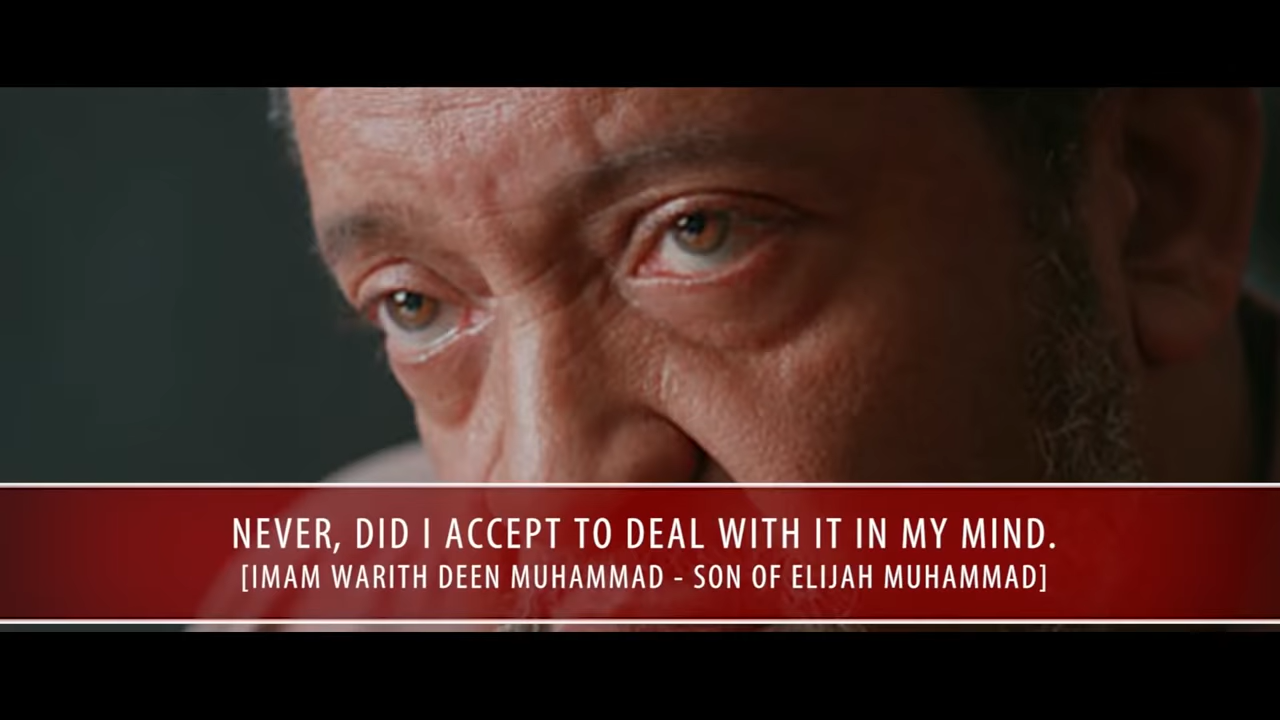 NEVER, DID I ACCEPT TO DEAL WITH IT IN MY MIND.
[IMAM WARITH DEEN MUHAMMAD - SON OF ELIJAH MUHAMMAD]